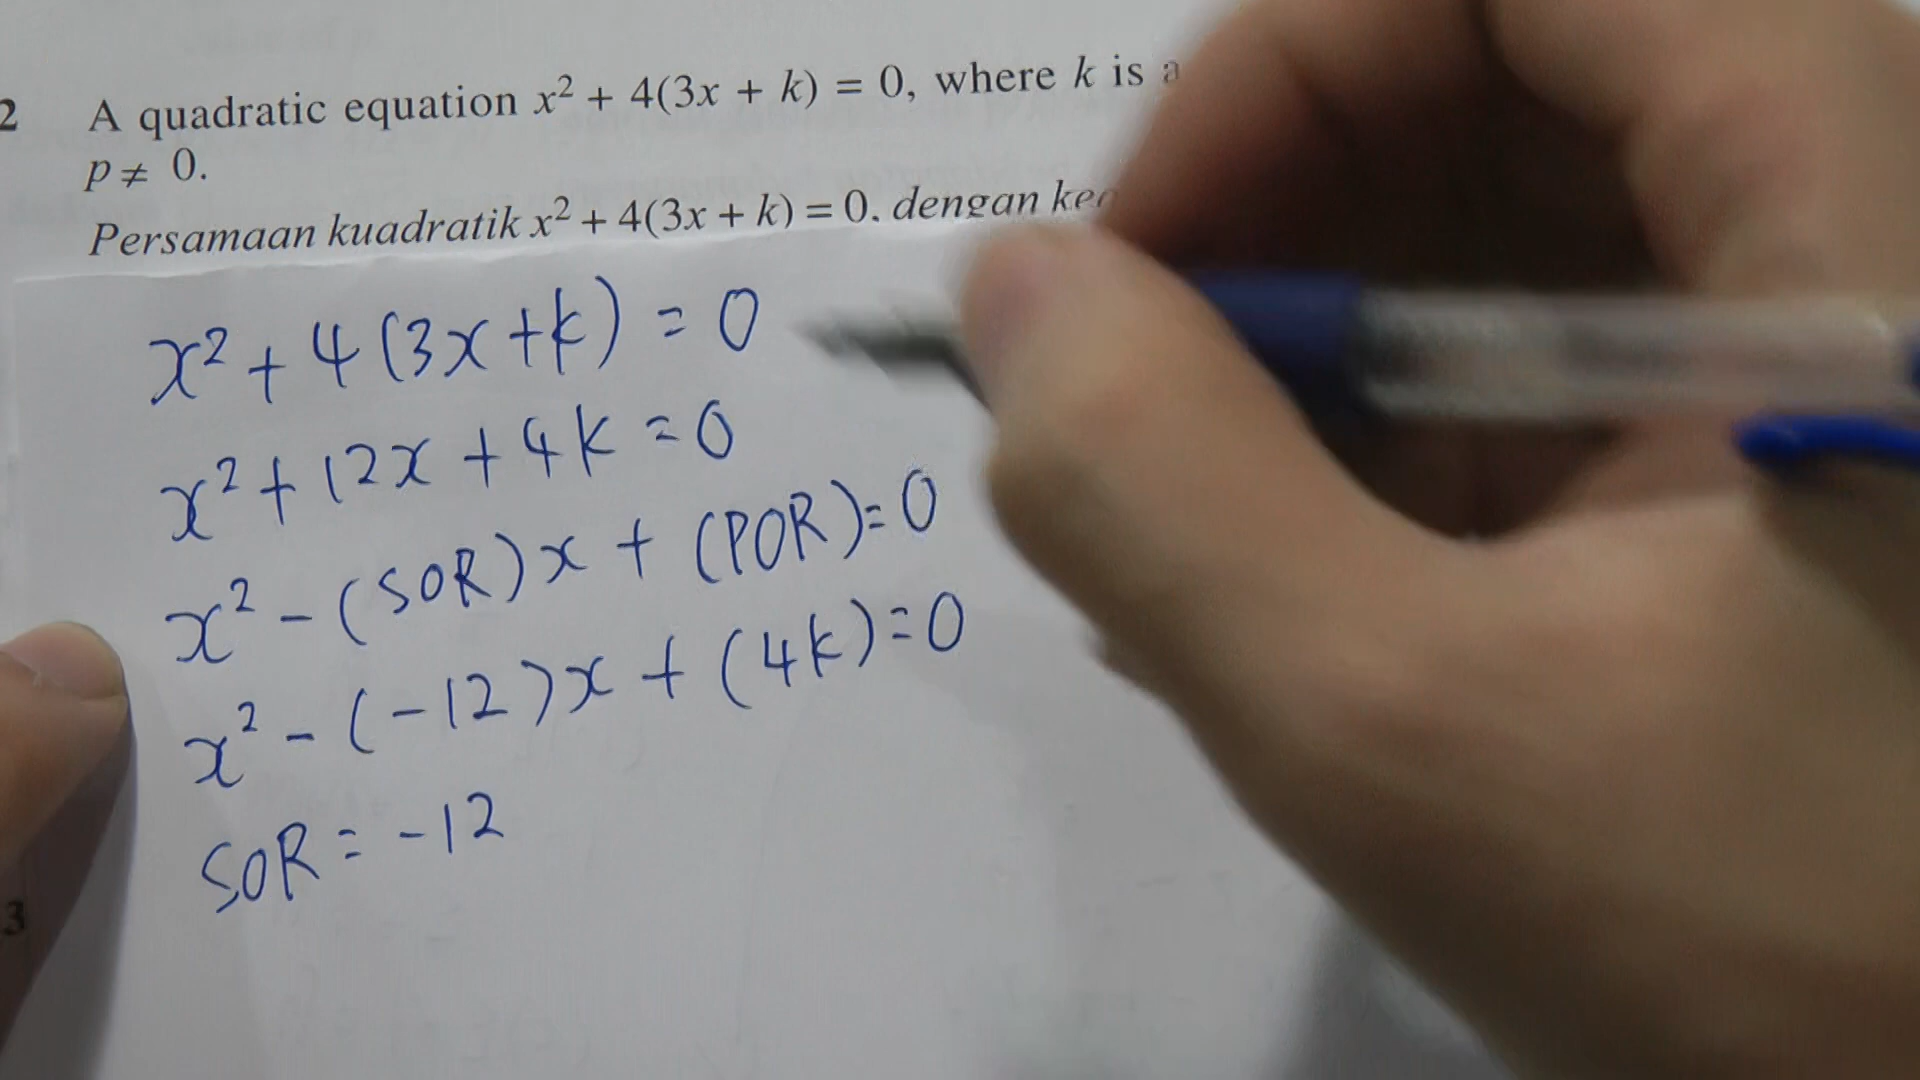 2 A quadratic equation x² + 4(3x + k) = 0, where k is a
p ≠ 0.
Persamaan kuadratik x² + 4(3x + k) = 0, dengan
x² + 4(3x+k) = 0
x² + 12x + 4k = 0
x² - (SOR)x + (POR) = 0
x² - (-12)x + (4k) = 0
SOR = -12
3